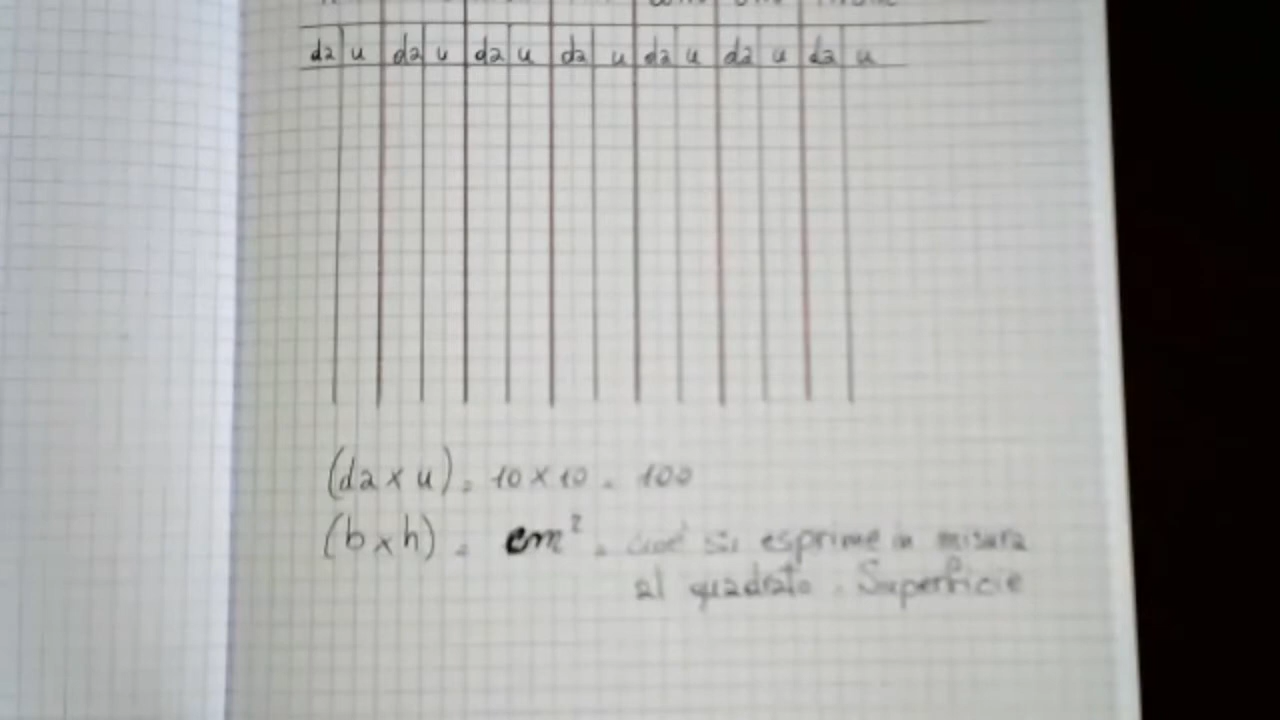 da u da u da u da u da u da u da u
(da x u) = 10 x 10 = 100
(b x h) = cm² = cioè si esprime in misura
al quadrato. Superficie